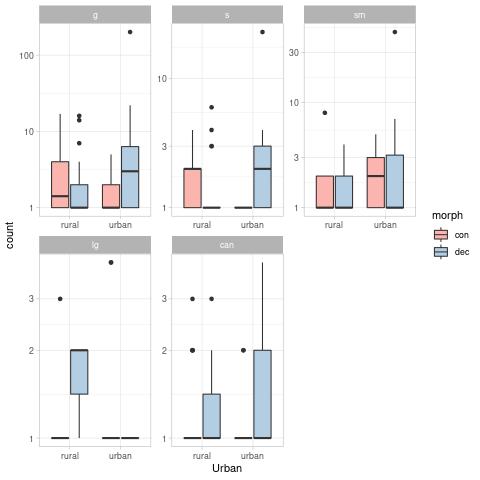 g s sm
100
10
1
10
3
1
30
10
3
1
rural urban rural urban rural urban
count
morph
con
dec
lg can
3
2
1
3
2
1
rural urban rural urban
Urban